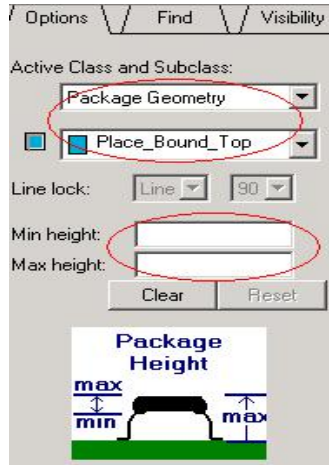 Options Find Visibility
Active Class and Subclass:
Package Geometry
Place_Bound_Top
Line lock: Line 90
Min height:
Max height:
Clear Reset
Package
Height
max
min max